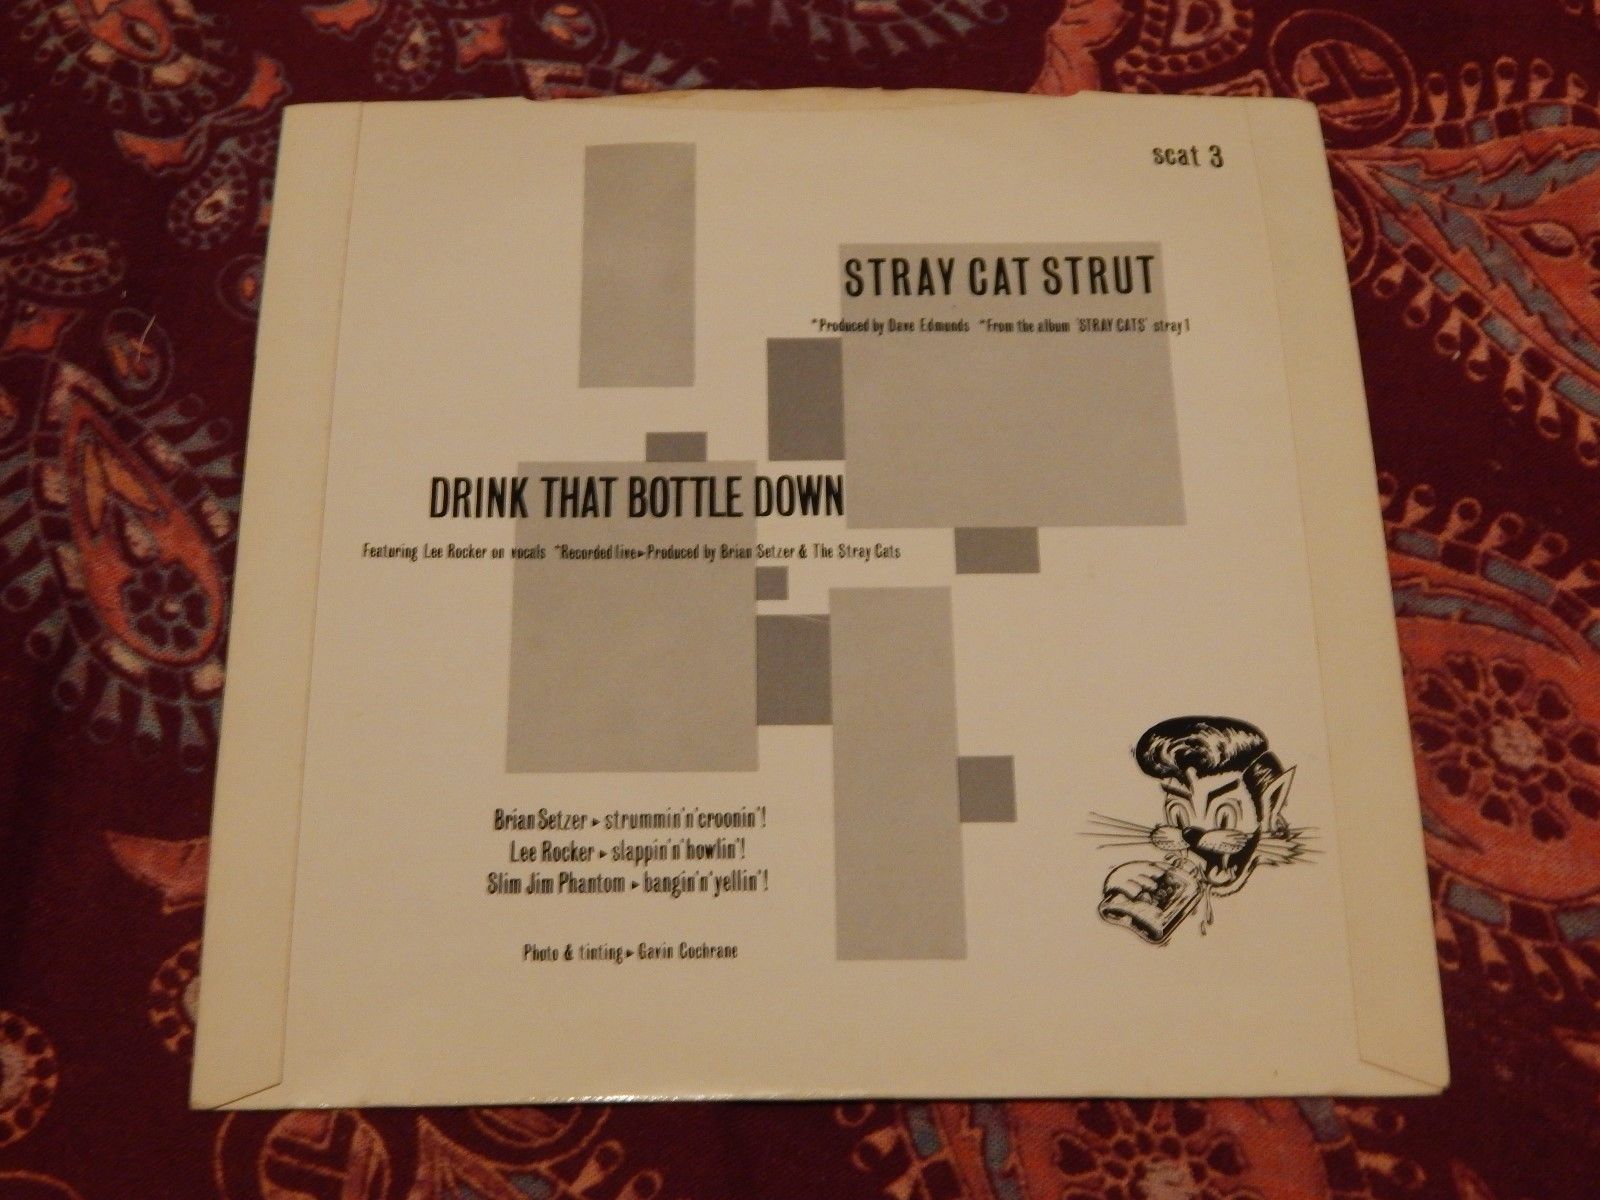 scat 3
STRAY CAT STRUT
*Produced by Dave Edmunds *From the album 'STRAY CATS' stray 1
DRINK THAT BOTTLE DOWN
Featuring Lee Rocker on vocals *Recorded live▸Produced by Brian Setzer & The Stray Cats
Brian Setzer ▸ strummin'n'croonin'!
Lee Rocker ▸ slappin'n'howlin'!
Slim Jim Phantom ▸ bangin'n'yellin'!
Photo & tinting▸ Gavin Cochrane